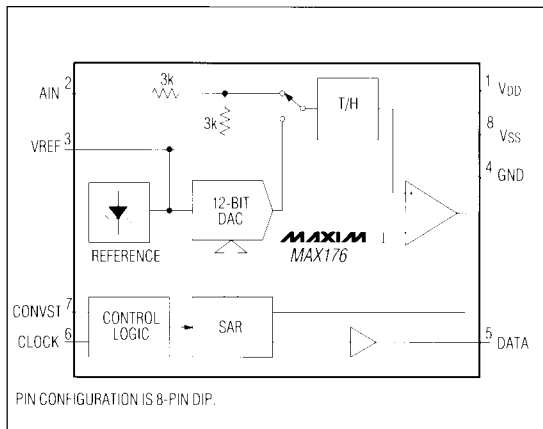 AIN 2
3k
3k
T/H
1 VDD
8 VSS
4 GND
VREF 3
12-BIT
DAC
REFERENCE
MAXIM
MAX176
CONVST 7
CLOCK 6
CONTROL
LOGIC
SAR
5 DATA
PIN CONFIGURATION IS 8-PIN DIP.